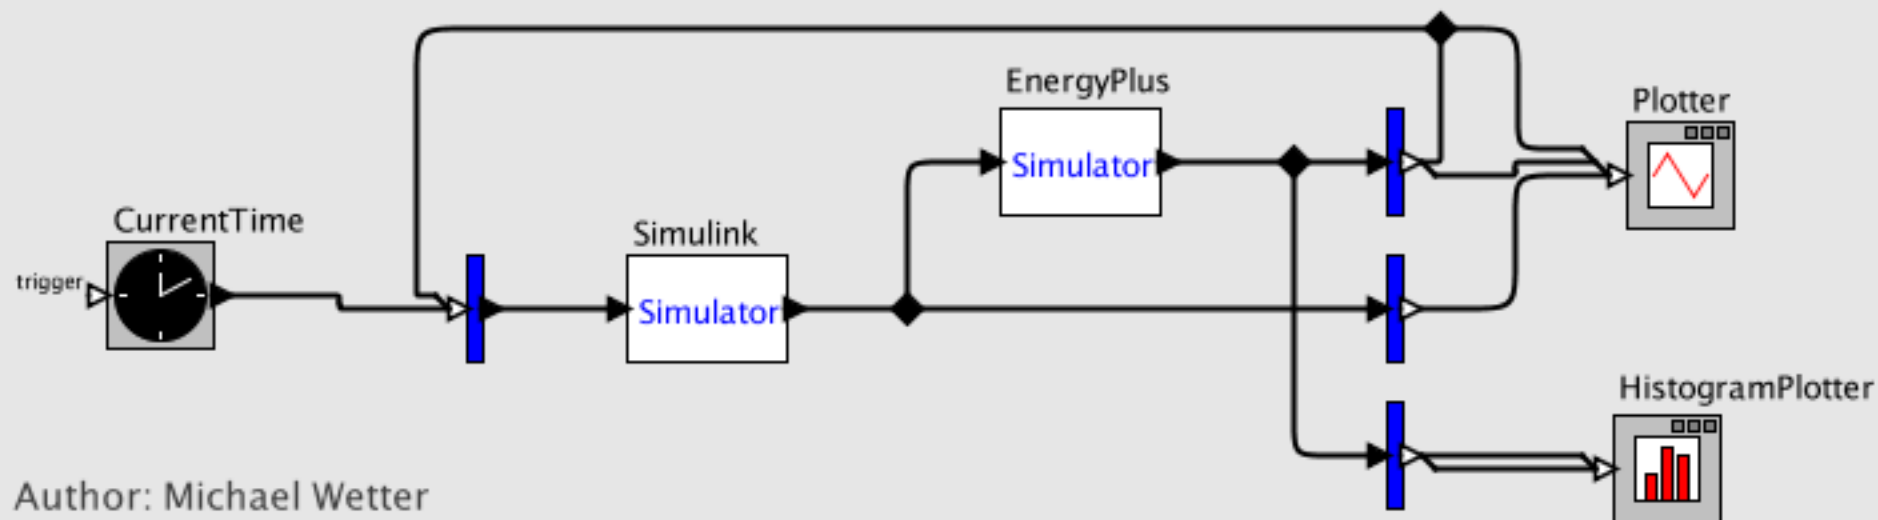 EnergyPlus
Simulator
Plotter
CurrentTime
trigger
Simulink
Simulator
HistogramPlotter
Author: Michael Wetter